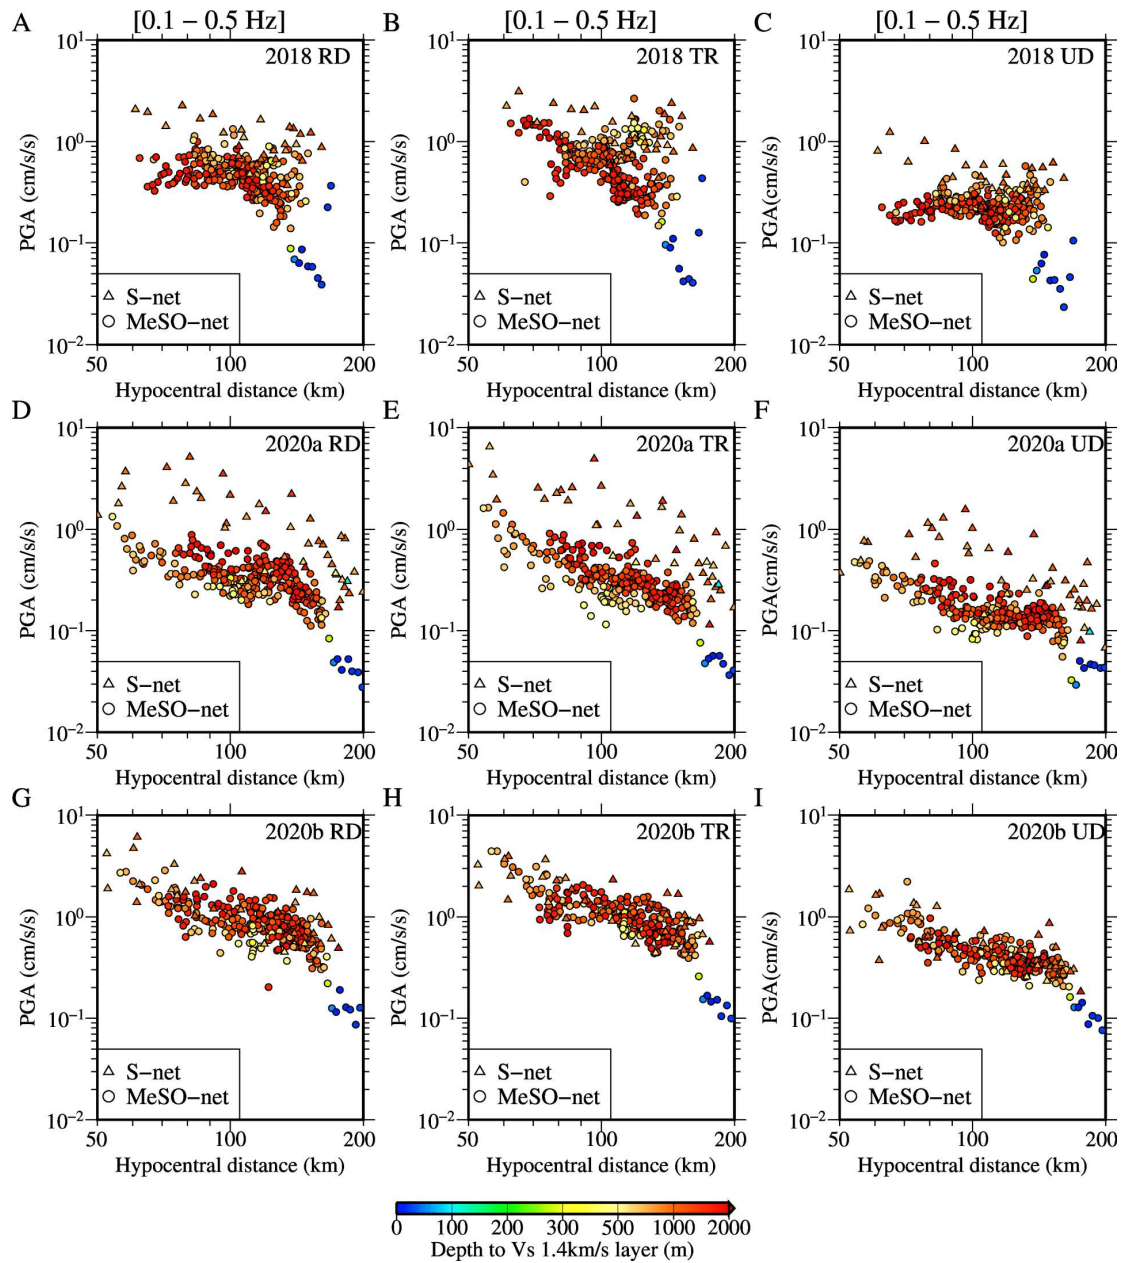 A [0.1 − 0.5 Hz] B [0.1 − 0.5 Hz] C [0.1 − 0.5 Hz]
10^1 2018 RD 10^1 2018 TR 10^1 2018 UD
10^0 10^0 10^0
PGA (cm/s/s) PGA (cm/s/s) PGA(cm/s/s)
10^−1 10^−1 10^−1
S−net S−net S−net
MeSO−net MeSO−net MeSO−net
10^−2 10^−2 10^−2
50 100 200 50 100 200 50 100 200
Hypocentral distance (km) Hypocentral distance (km) Hypocentral distance (km)
D E F
10^1 2020a RD 10^1 2020a TR 10^1 2020a UD
10^0 10^0 10^0
PGA (cm/s/s) PGA (cm/s/s) PGA(cm/s/s)
10^−1 10^−1 10^−1
S−net S−net S−net
MeSO−net MeSO−net MeSO−net
10^−2 10^−2 10^−2
50 100 200 50 100 200 50 100 200
Hypocentral distance (km) Hypocentral distance (km) Hypocentral distance (km)
G H I
10^1 2020b RD 10^1 2020b TR 10^1 2020b UD
10^0 10^0 10^0
PGA (cm/s/s) PGA (cm/s/s) PGA(cm/s/s)
10^−1 10^−1 10^−1
S−net S−net S−net
MeSO−net MeSO−net MeSO−net
10^−2 10^−2 10^−2
50 100 200 50 100 200 50 100 200
Hypocentral distance (km) Hypocentral distance (km) Hypocentral distance (km)
0 100 200 300 500 1000 2000
Depth to Vs 1.4km/s layer (m)